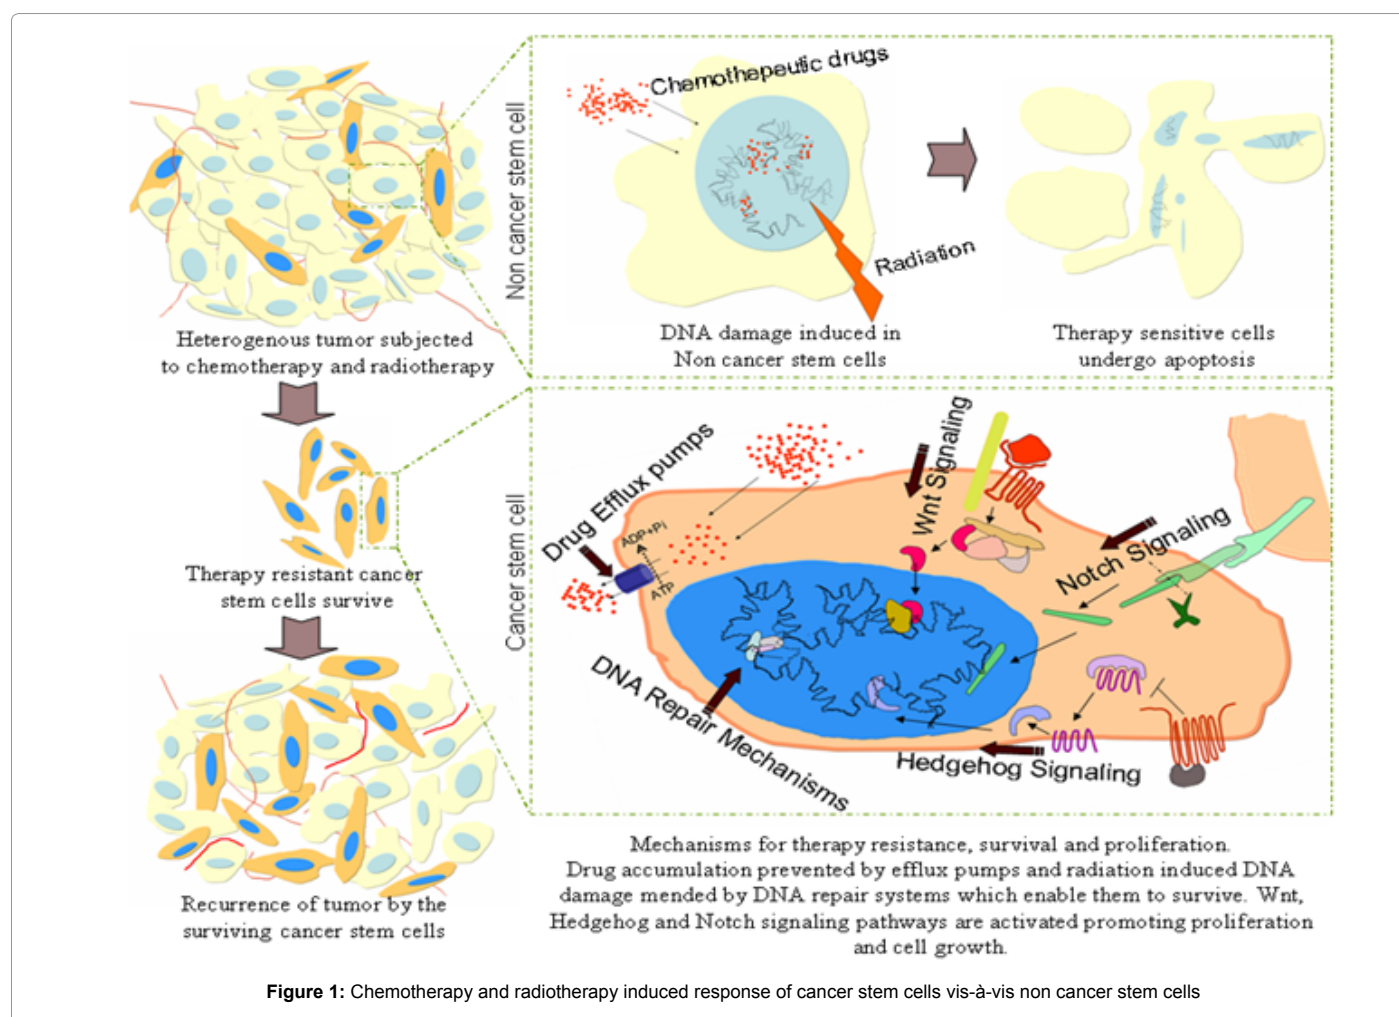 Heterogenous tumor subjected
to chemotherapy and radiotherapy
Therapy resistant cancer
stem cells survive
Recurrence of tumor by the
surviving cancer stem cells
Non cancer stem cell
Chemothepeutic drugs
Radiation
DNA damage induced in
Non cancer stem cells
Therapy sensitive cells
undergo apoptosis
Cancer stem cell
Drug Efflux pumps
ADP+Pi
ATP
Wnt Signaling
Notch Signaling
DNA Repair Mechanisms
Hedgehog Signaling
Mechanisms for therapy resistance, survival and proliferation.
Drug accumulation prevented by efflux pumps and radiation induced DNA
damage mended by DNA repair systems which enable them to survive. Wnt,
Hedgehog and Notch signaling pathways are activated promoting proliferation
and cell growth.
Figure 1: Chemotherapy and radiotherapy induced response of cancer stem cells vis-à-vis non cancer stem cells